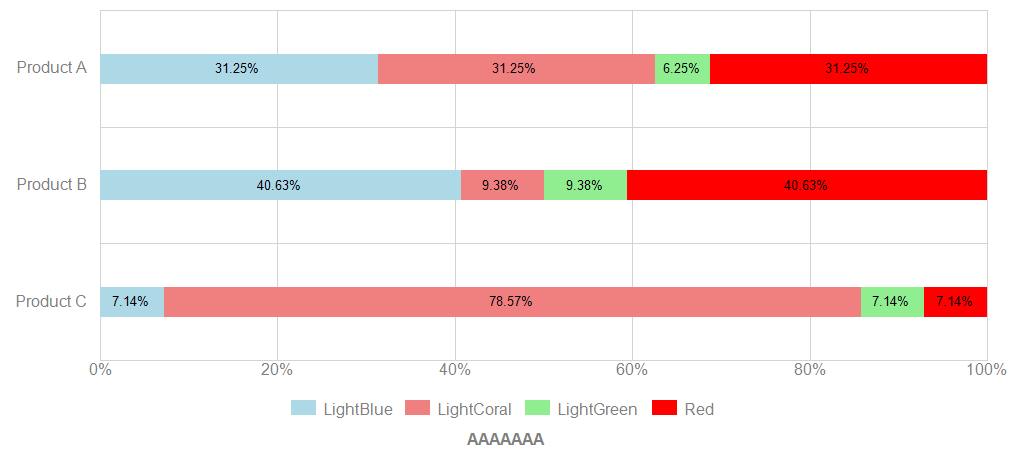 Product A 31.25% 31.25% 6.25% 31.25%
Product B 40.63% 9.38% 9.38% 40.63%
Product C 7.14% 78.57% 7.14% 7.14%
0% 20% 40% 60% 80% 100%
LightBlue LightCoral LightGreen Red
AAAAAAA